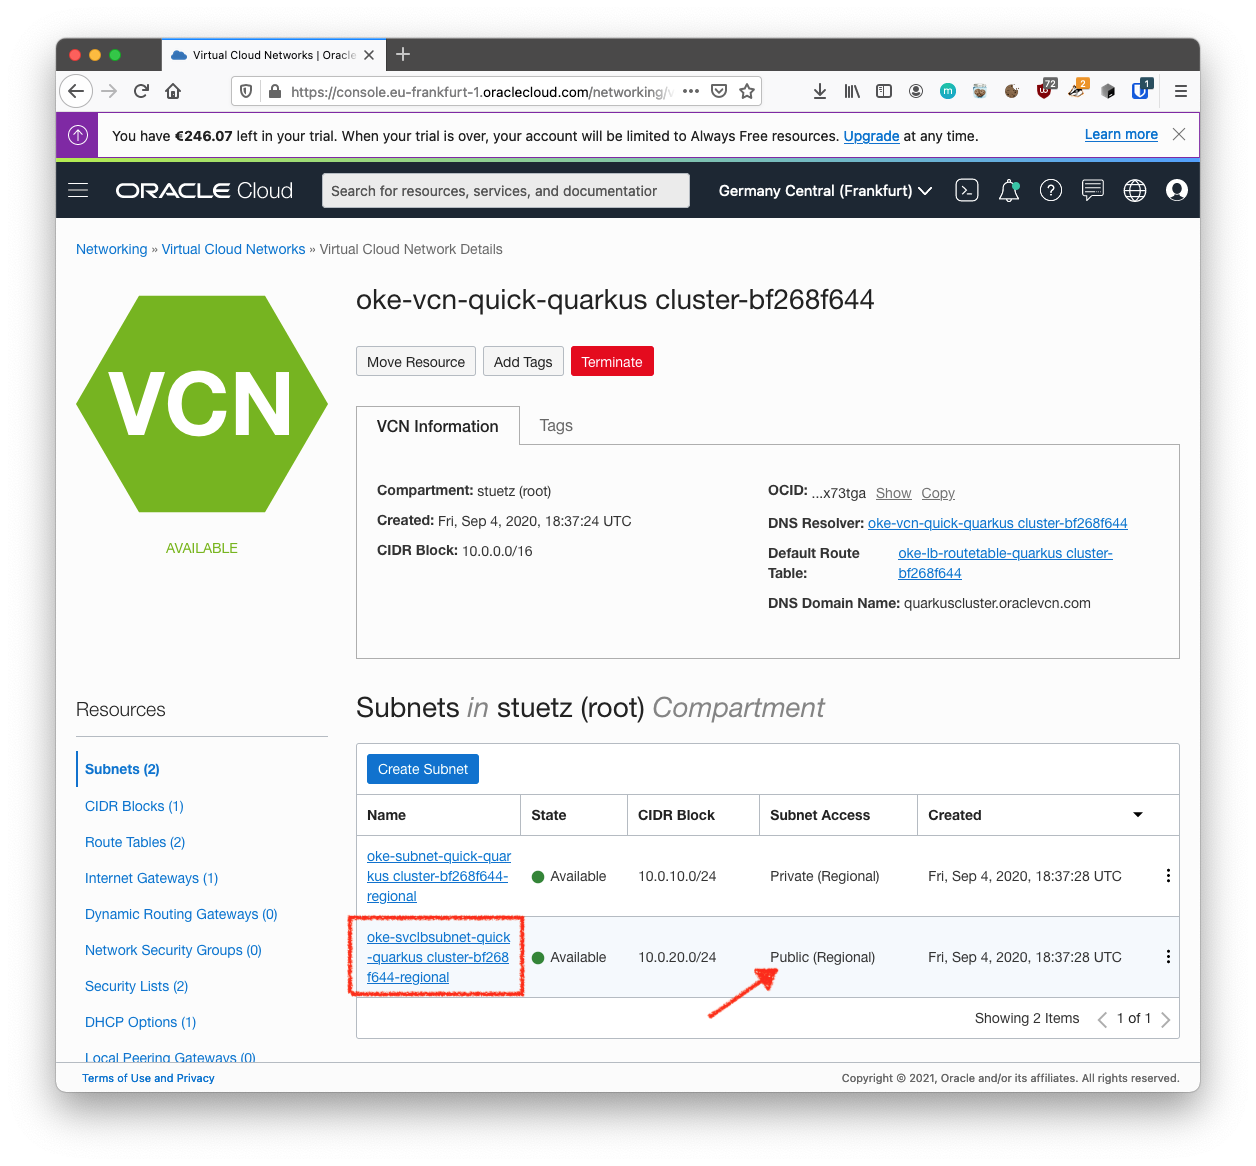 Virtual Cloud Networks | Oracle
https://console.eu-frankfurt-1.oraclecloud.com/networking/v
72
2
1
m
You have €246.07 left in your trial. When your trial is over, your account will be limited to Always Free resources. Upgrade at any time.
Learn more
ORACLE Cloud
Search for resources, services, and documentatior
Germany Central (Frankfurt)
Networking » Virtual Cloud Networks » Virtual Cloud Network Details
VCN
AVAILABLE
oke-vcn-quick-quarkus cluster-bf268f644
Move Resource
Add Tags
Terminate
VCN Information
Tags
Compartment: stuetz (root)
Created: Fri, Sep 4, 2020, 18:37:24 UTC
CIDR Block: 10.0.0.0/16
OCID: ...x73tga Show Copy
DNS Resolver: oke-vcn-quick-quarkus cluster-bf268f644
Default Route Table: oke-lb-routetable-quarkus cluster-
bf268f644
DNS Domain Name: quarkuscluster.oraclevcn.com
Resources
Subnets (2)
CIDR Blocks (1)
Route Tables (2)
Internet Gateways (1)
Dynamic Routing Gateways (0)
Network Security Groups (0)
Security Lists (2)
DHCP Options (1)
Local Peering Gateways (0)
Subnets in stuetz (root) Compartment
Create Subnet
Name State CIDR Block Subnet Access Created
oke-subnet-quick-quar
kus cluster-bf268f644-
regional
Available 10.0.10.0/24 Private (Regional) Fri, Sep 4, 2020, 18:37:28 UTC
oke-svclbsubnet-quick
-quarkus cluster-bf268
f644-regional
Available 10.0.20.0/24 Public (Regional) Fri, Sep 4, 2020, 18:37:28 UTC
Showing 2 Items
1 of 1
Terms of Use and Privacy
Copyright © 2021, Oracle and/or its affiliates. All rights reserved.